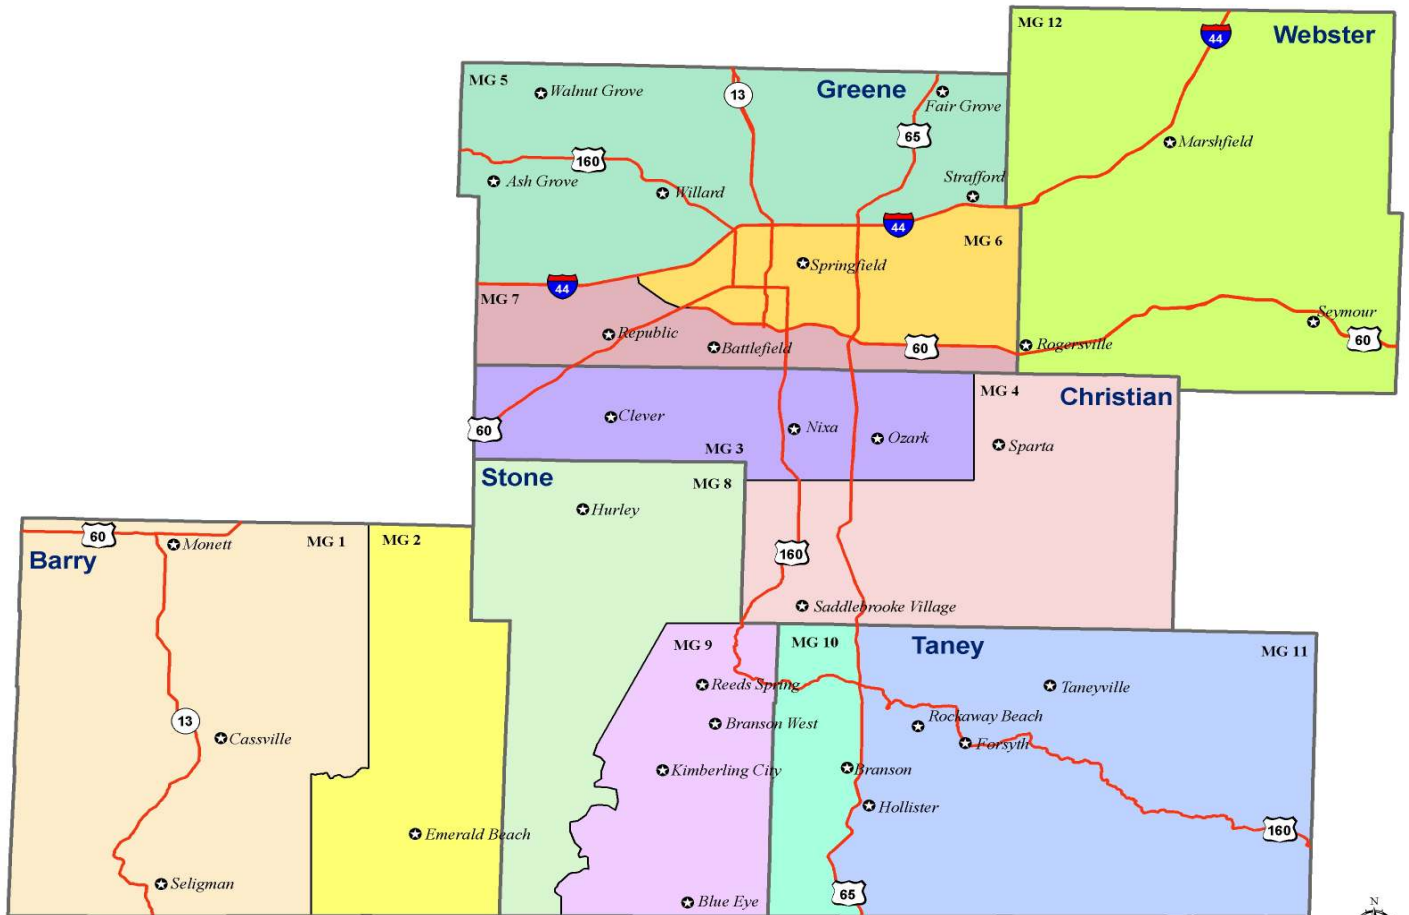 MG 12
44
Webster
MG 5
Walnut Grove
13
Greene
Fair Grove
65
Marshfield
160
Ash Grove
Willard
Strafford
44
MG 6
Springfield
44
MG 7
Republic
Battlefield
60
Rogersville
Seymour
60
MG 4
Christian
Clever
60
Nixa
Ozark
MG 3
Sparta
Stone
MG 8
Hurley
60
Monett
MG 1
MG 2
Barry
160
Saddlebrooke Village
MG 9
MG 10
Taney
MG 11
Reeds Spring
Taneyville
13
Cassville
Branson West
Rockaway Beach
Forsyth
Kimberling City
Branson
Hollister
Emerald Beach
160
Seligman
Blue Eye
65
N